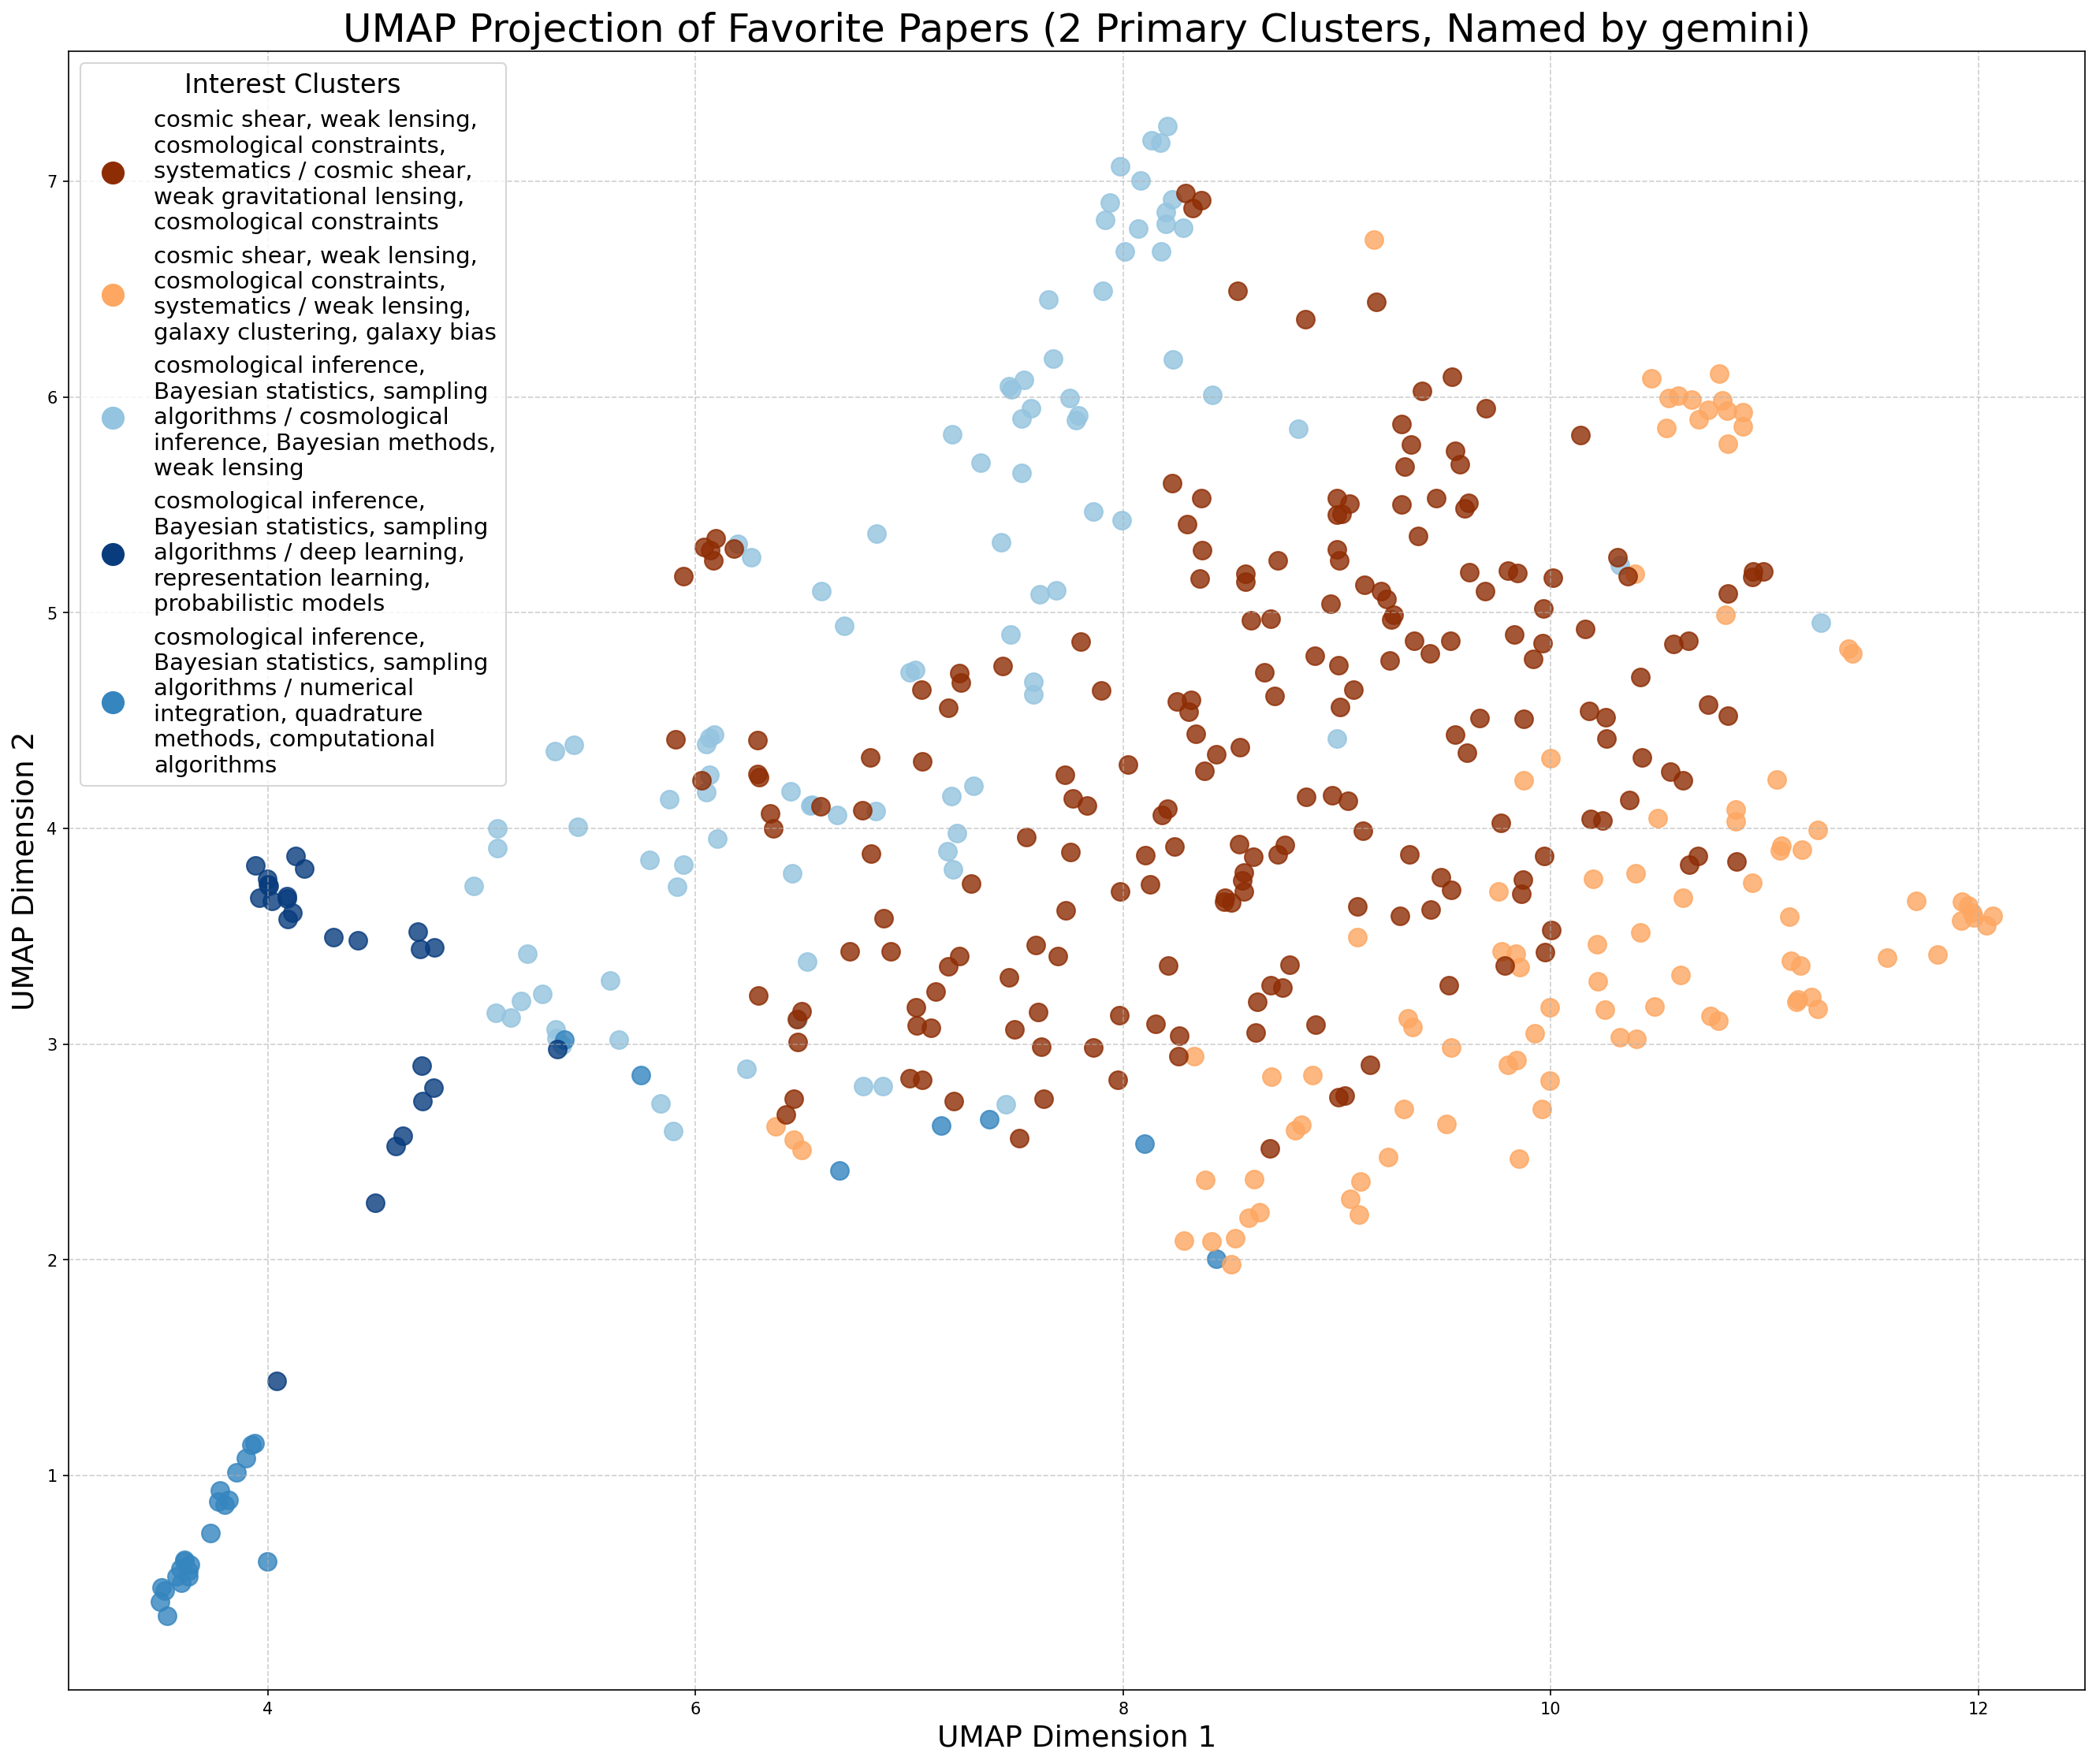 UMAP Projection of Favorite Papers (2 Primary Clusters, Named by gemini)
Interest Clusters
cosmic shear, weak lensing,
cosmological constraints,
systematics / cosmic shear,
weak gravitational lensing,
cosmological constraints
cosmic shear, weak lensing,
cosmological constraints,
systematics / weak lensing,
galaxy clustering, galaxy bias
cosmological inference,
Bayesian statistics, sampling
algorithms / cosmological
inference, Bayesian methods,
weak lensing
cosmological inference,
Bayesian statistics, sampling
algorithms / deep learning,
representation learning,
probabilistic models
cosmological inference,
Bayesian statistics, sampling
algorithms / numerical
integration, quadrature
methods, computational
algorithms
UMAP Dimension 2
7
6
5
4
3
2
1
4
6
8
10
12
UMAP Dimension 1